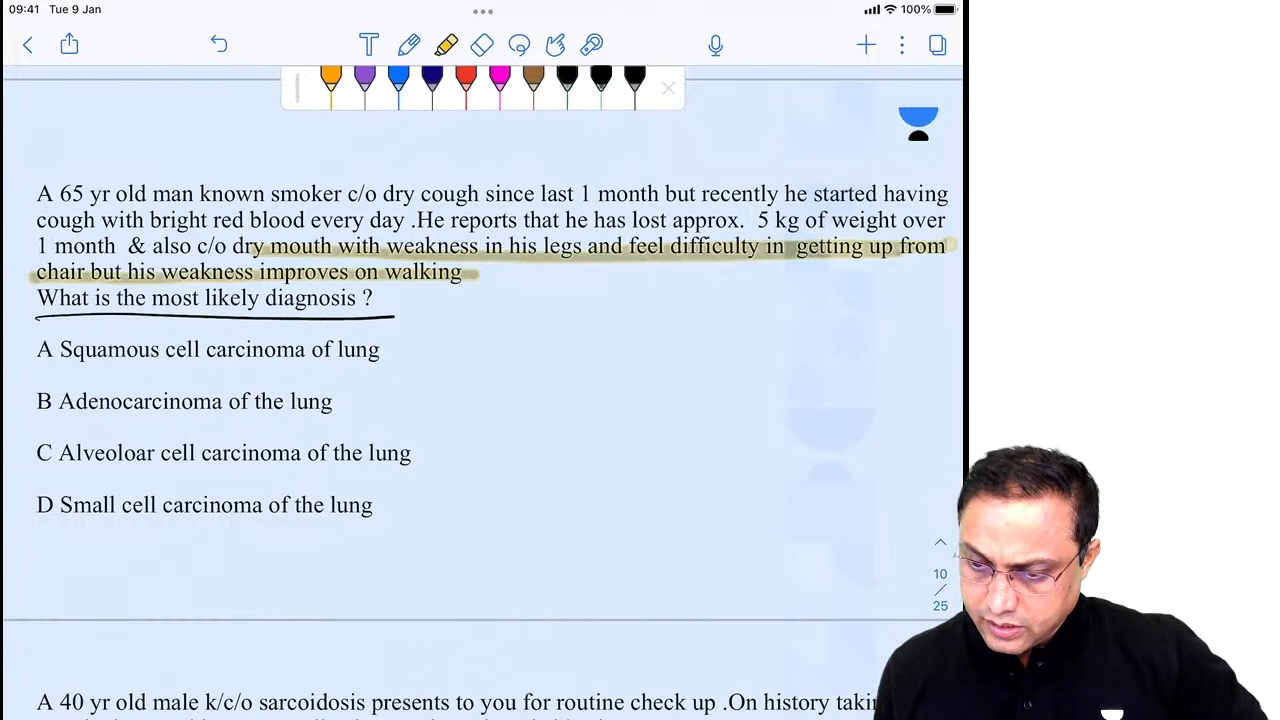 09:41 Tue 9 Jan
100%
T
A 65 yr old man known smoker c/o dry cough since last 1 month but recently he started having
cough with bright red blood every day .He reports that he has lost approx. 5 kg of weight over
1 month & also c/o dry mouth with weakness in his legs and feel difficulty in getting up from
chair but his weakness improves on walking
What is the most likely diagnosis ?
A Squamous cell carcinoma of lung
B Adenocarcinoma of the lung
C Alveoloar cell carcinoma of the lung
D Small cell carcinoma of the lung
10
/
25
A 40 yr old male k/c/o sarcoidosis presents to you for routine check up .On history